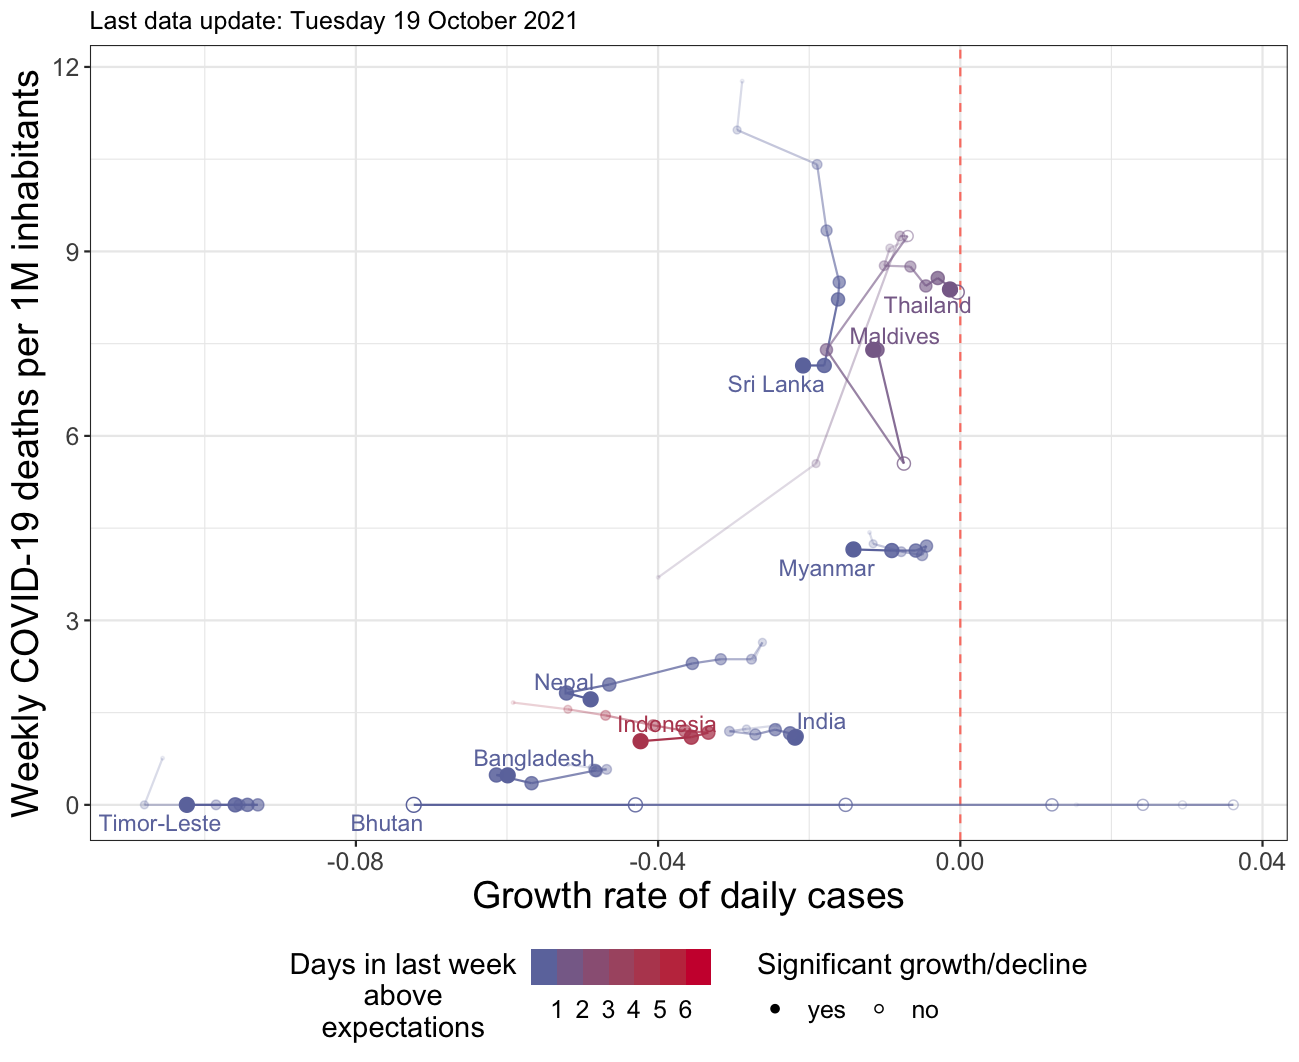 Last data update: Tuesday 19 October 2021
Weekly COVID-19 deaths per 1M inhabitants
12
9
6
3
0
Thailand
Maldives
Sri Lanka
Myanmar
Nepal
Indonesia
India
Bangladesh
Timor-Leste
Bhutan
-0.08
-0.04
0.00
0.04
Growth rate of daily cases
Days in last week
above
expectations
1 2 3 4 5 6
Significant growth/decline
yes
no